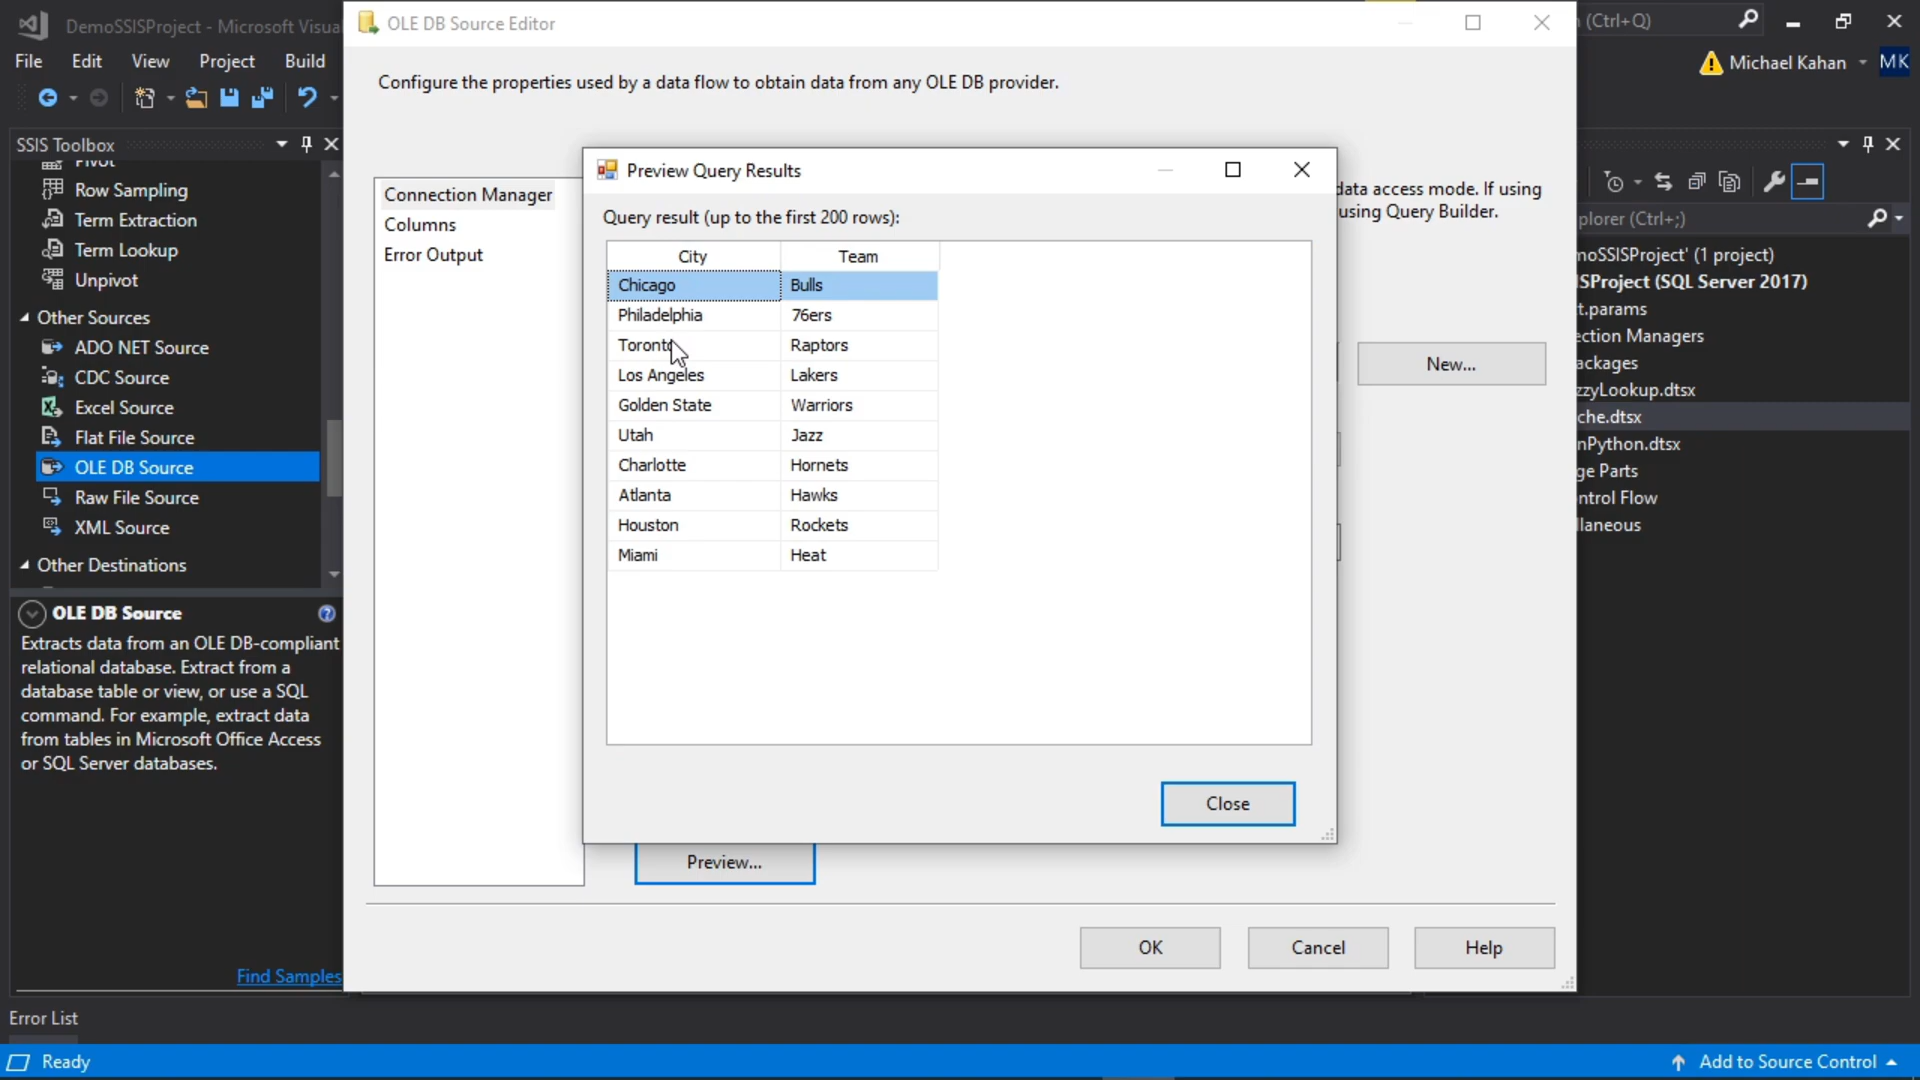 DemoSSISProject - Microsoft Visua
OLE DB Source Editor
(Ctrl+Q)
File Edit View Project Build
Michael Kahan MK
Configure the properties used by a data flow to obtain data from any OLE DB provider.
SSIS Toolbox
Pivot
Row Sampling
Term Extraction
Term Lookup
Unpivot
Other Sources
ADO NET Source
CDC Source
Excel Source
Flat File Source
OLE DB Source
Raw File Source
XML Source
Other Destinations
OLE DB Source
Extracts data from an OLE DB-compliant
relational database. Extract from a
database table or view, or use a SQL
command. For example, extract data
from tables in Microsoft Office Access
or SQL Server databases.
Find Samples
Connection Manager
Columns
Error Output
data access mode. If using
using Query Builder.
New...
Preview Query Results
Query result (up to the first 200 rows):
City Team
Chicago Bulls
Philadelphia 76ers
Toronto Raptors
Los Angeles Lakers
Golden State Warriors
Utah Jazz
Charlotte Hornets
Atlanta Hawks
Houston Rockets
Miami Heat
Close
Preview...
OK Cancel Help
plorer (Ctrl+;)
moSSISProject' (1 project)
SISProject (SQL Server 2017)
t.params
ection Managers
ackages
zzyLookup.dtsx
che.dtsx
nPython.dtsx
ge Parts
ntrol Flow
llaneous
Error List
Ready
Add to Source Control